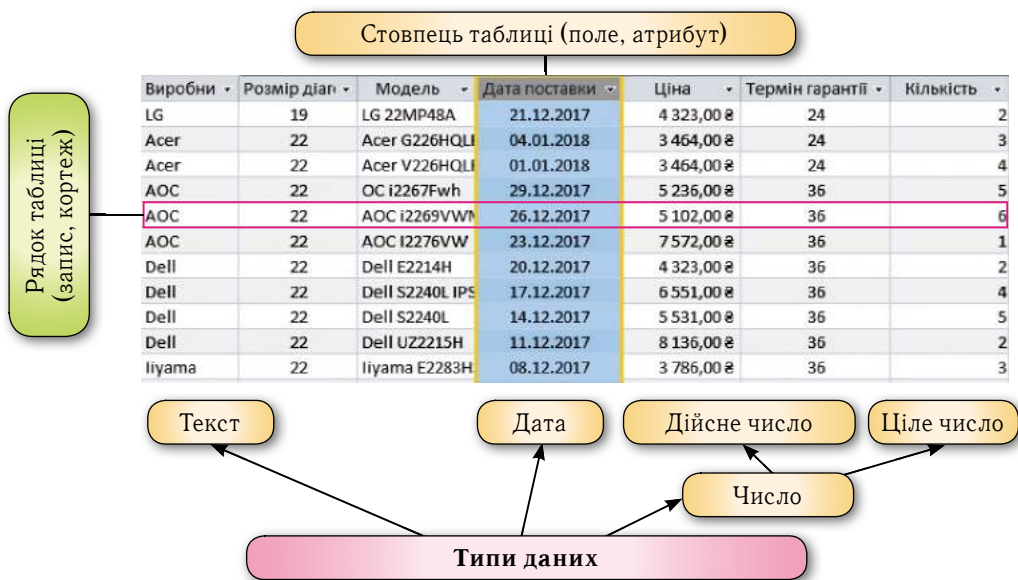 Стовпець таблиці (поле, атрибут)
Рядок таблиці
(запис, кортеж)
Виробни Розмір діаг Модель Дата поставки Ціна Термін гарантії Кількість
LG 19 LG 22MP48A 21.12.2017 4 323,00 ₴ 24 2
Acer 22 Acer G226HQLI 04.01.2018 3 464,00 ₴ 24 3
Acer 22 Acer V226HQLI 01.01.2018 3 464,00 ₴ 24 4
AOC 22 OC i2267Fwh 29.12.2017 5 236,00 ₴ 36 5
AOC 22 AOC i2269VWM 26.12.2017 5 102,00 ₴ 36 6
AOC 22 AOC I2276VW 23.12.2017 7 572,00 ₴ 36 1
Dell 22 Dell E2214H 20.12.2017 4 323,00 ₴ 36 2
Dell 22 Dell S2240L IPS 17.12.2017 6 551,00 ₴ 36 4
Dell 22 Dell S2240L 14.12.2017 5 531,00 ₴ 36 5
Dell 22 Dell UZ2215H 11.12.2017 8 136,00 ₴ 36 2
Iiyama 22 Iiyama E2283H 08.12.2017 3 786,00 ₴ 36 3
Текст Дата Дійсне число Ціле число
Число
Типи даних